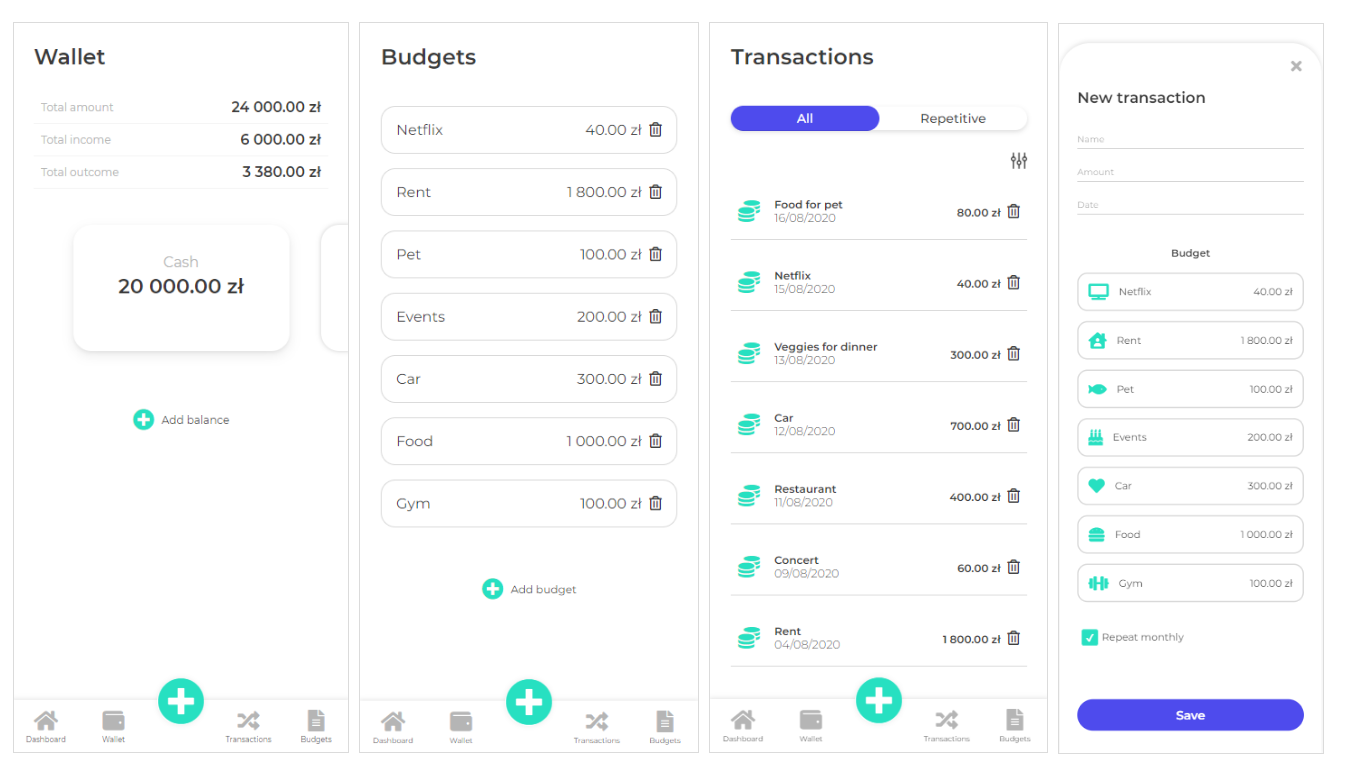 Wallet
Total amount 24 000.00 zł
Total income 6 000.00 zł
Total outcome 3 380.00 zł
Cash
20 000.00 zł
Add balance
Dashboard Wallet Transactions Budgets
Budgets
Netflix 40.00 zł
Rent 1 800.00 zł
Pet 100.00 zł
Events 200.00 zł
Car 300.00 zł
Food 1 000.00 zł
Gym 100.00 zł
Add budget
Dashboard Wallet Transactions Budgets
Transactions
All Repetitive
Food for pet
16/08/2020 80.00 zł
Netflix
15/08/2020 40.00 zł
Veggies for dinner
13/08/2020 300.00 zł
Car
12/08/2020 700.00 zł
Restaurant
11/08/2020 400.00 zł
Concert
09/08/2020 60.00 zł
Rent
04/08/2020 1 800.00 zł
Dashboard Wallet Transactions Budgets
New transaction
Name
Amount
Date
Budget
Netflix 40.00 zł
Rent 1 800.00 zł
Pet 100.00 zł
Events 200.00 zł
Car 300.00 zł
Food 1 000.00 zł
Gym 100.00 zł
Repeat monthly
Save